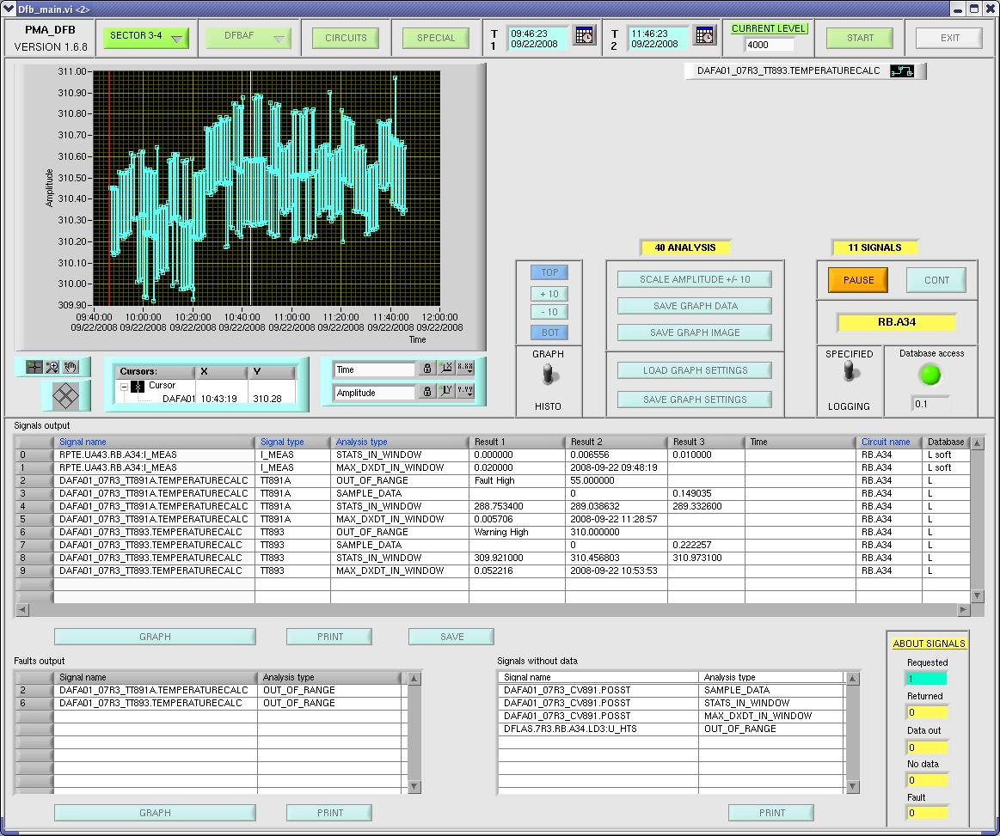 Dfb_main.vi <2>
PMA_DFB
VERSION 1.6.8
SECTOR 3-4
DFBAF
CIRCUITS
SPECIAL
T 1
09:46:23
09/22/2008
T 2
11:46:23
09/22/2008
CURRENT LEVEL
4000
START
EXIT
DAFA01_07R3_TT893.TEMPERATURECALC
311.00
310.90
310.80
310.70
310.60
310.50
310.40
310.30
310.20
310.10
310.00
309.90
Amplitude
09:40:00 10:00:00 10:20:00 10:40:00 11:00:00 11:20:00 11:40:00 12:00:00
09/22/2008 09/22/2008 09/22/2008 09/22/2008 09/22/2008 09/22/2008 09/22/2008 09/22/2008
Time
Cursors: X Y
Cursor
DAFA01 10:43:19 310.28
Time
X X.XX
Amplitude
Y Y.YY
TOP
+ 10
- 10
BOT
GRAPH
HISTO
40 ANALYSIS
SCALE AMPLITUDE +/- 10
SAVE GRAPH DATA
SAVE GRAPH IMAGE
LOAD GRAPH SETTINGS
SAVE GRAPH SETTINGS
11 SIGNALS
PAUSE
CONT
RB.A34
SPECIFIED
LOGGING
Database access
0.1
Signals output
Signal name Signal type Analysis type Result 1 Result 2 Result 3 Time Circuit name Database
0 RPTE.UA43.RB.A34:I_MEAS I_MEAS STATS_IN_WINDOW 0.000000 0.006556 0.010000 RB.A34 L soft
1 RPTE.UA43.RB.A34:I_MEAS I_MEAS MAX_DXDT_IN_WINDOW 0.020000 2008-09-22 09:48:19 RB.A34 L soft
2 DAFA01_07R3_TT891A.TEMPERATURECALC TT891A OUT_OF_RANGE Fault High 55.000000 RB.A34 L
3 DAFA01_07R3_TT891A.TEMPERATURECALC TT891A SAMPLE_DATA 0 0.149035 RB.A34 L
4 DAFA01_07R3_TT891A.TEMPERATURECALC TT891A STATS_IN_WINDOW 288.753400 289.038632 289.332600 RB.A34 L
5 DAFA01_07R3_TT891A.TEMPERATURECALC TT891A MAX_DXDT_IN_WINDOW 0.005706 2008-09-22 11:28:57 RB.A34 L
6 DAFA01_07R3_TT893.TEMPERATURECALC TT893 OUT_OF_RANGE Warning High 310.000000 RB.A34 L
7 DAFA01_07R3_TT893.TEMPERATURECALC TT893 SAMPLE_DATA 0 0.222257 RB.A34 L
8 DAFA01_07R3_TT893.TEMPERATURECALC TT893 STATS_IN_WINDOW 309.921000 310.456803 310.973100 RB.A34 L
9 DAFA01_07R3_TT893.TEMPERATURECALC TT893 MAX_DXDT_IN_WINDOW 0.052216 2008-09-22 10:53:53 RB.A34 L
GRAPH
PRINT
SAVE
Faults output
Signal name Analysis type
2 DAFA01_07R3_TT891A.TEMPERATURECALC OUT_OF_RANGE
6 DAFA01_07R3_TT893.TEMPERATURECALC OUT_OF_RANGE
GRAPH
PRINT
Signals without data
Signal name Analysis type
DAFA01_07R3_CV891.POSST SAMPLE_DATA
DAFA01_07R3_CV891.POSST STATS_IN_WINDOW
DAFA01_07R3_CV891.POSST MAX_DXDT_IN_WINDOW
DFLAS.7R3.RB.A34.LD3:U_HTS OUT_OF_RANGE
PRINT
ABOUT SIGNALS
Requested
1
Returned
0
Data out
0
No data
0
Fault
0